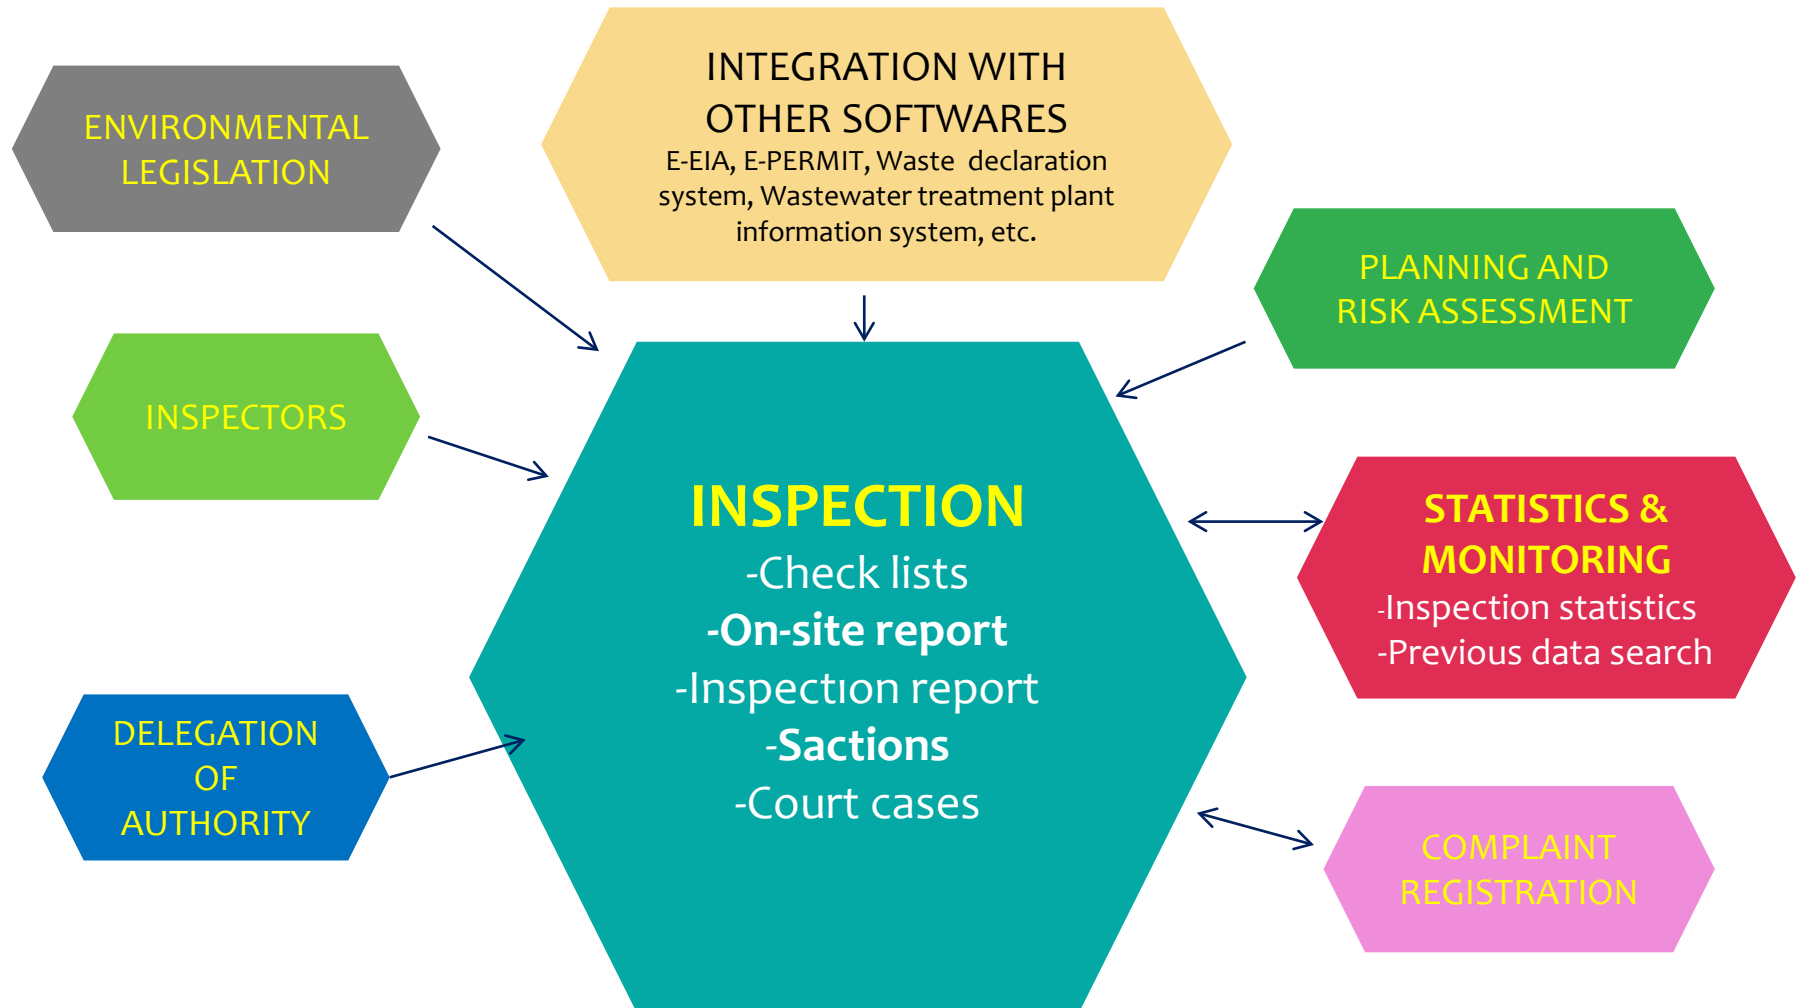 INTEGRATION WITH
OTHER SOFTWARES
E-EIA, E-PERMIT, Waste declaration
system, Wastewater treatment plant
information system, etc.
ENVIRONMENTAL
LEGISLATION
PLANNING AND
RISK ASSESSMENT
INSPECTORS
INSPECTION
-Check lists
-On-site report
-Inspectıon report
-Sactions
-Court cases
STATISTICS &
MONITORING
-Inspection statistics
-Previous data search
DELEGATION
OF
AUTHORITY
COMPLAINT
REGISTRATION